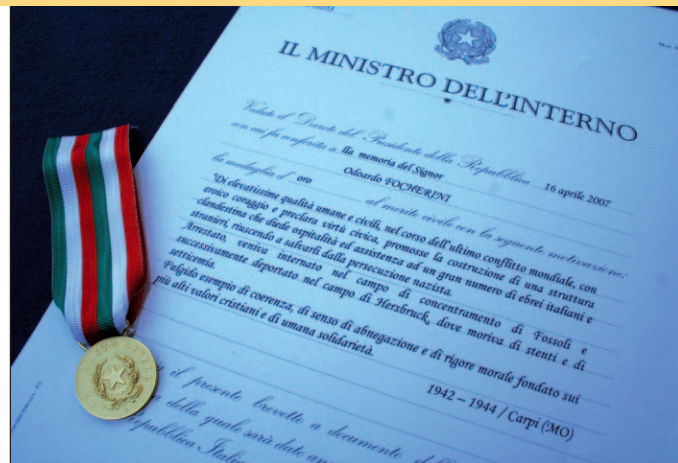 IL MINISTRO DELL'INTERNO
Veduto il Decreto del Presidente della Repubblica 16 aprile 2007
con cui fu conferita a lla memoria del Signor
Odoardo FOCHERINI
la medaglia d' oro al merito civile con la seguente motivazione:
"Di elevatissime qualità umane e civili, nel corso dell'ultimo conflitto mondiale, con
eroico coraggio e preclara virtù civica, promosse la costruzione di una struttura
clandestina che diede ospitalità ed assistenza ad un gran numero di ebrei italiani e
stranieri, riuscendo a salvarli dalla persecuzione nazista.
Arrestato, veniva internato nel campo di concentramento di Fossoli e
successivamente deportato nel campo di Hersbruck, dove moriva di stenti e di
setticemia.
Fulgido esempio di coerenza, di senso di abnegazione e di rigore morale fondato sui
più alti valori cristiani e di umana solidarietà.
1942 – 1944 / Carpi (MO)
il presente brevetto a documento
della quale sarà dato
Repubblica